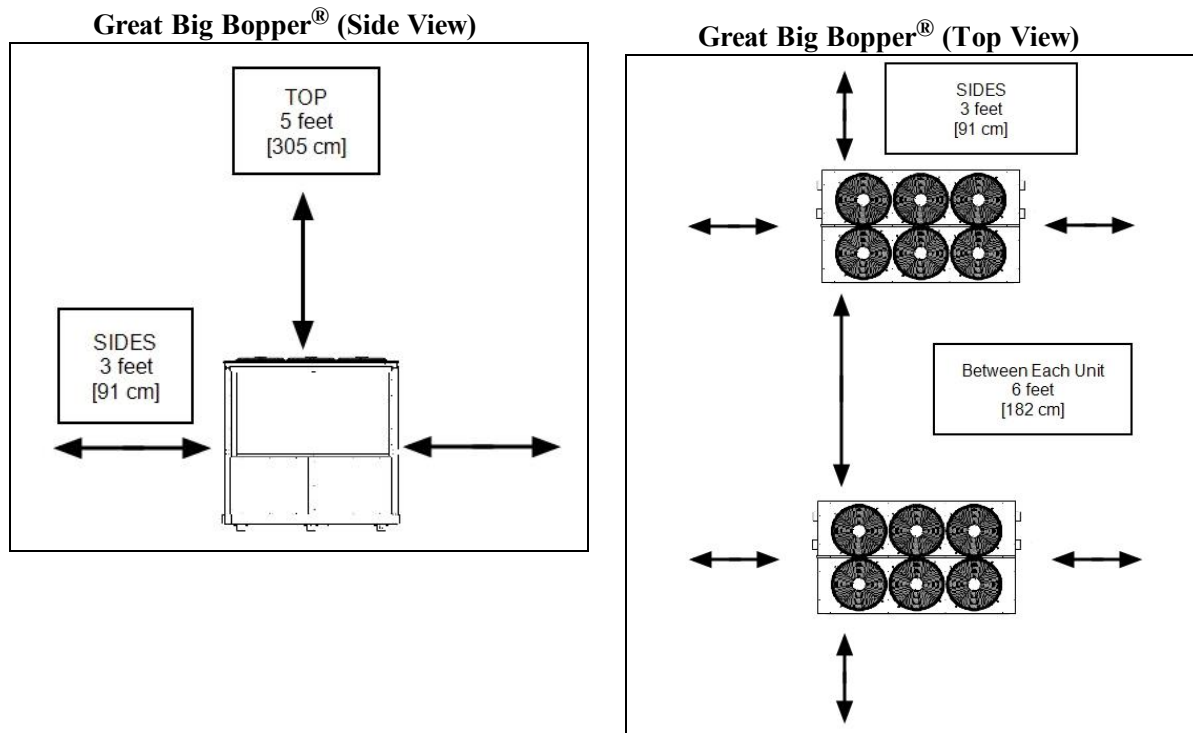 Great Big Bopper® (Side View)
TOP
5 feet
[305 cm]
SIDES
3 feet
[91 cm]
Great Big Bopper® (Top View)
SIDES
3 feet
[91 cm]
Between Each Unit
6 feet
[182 cm]